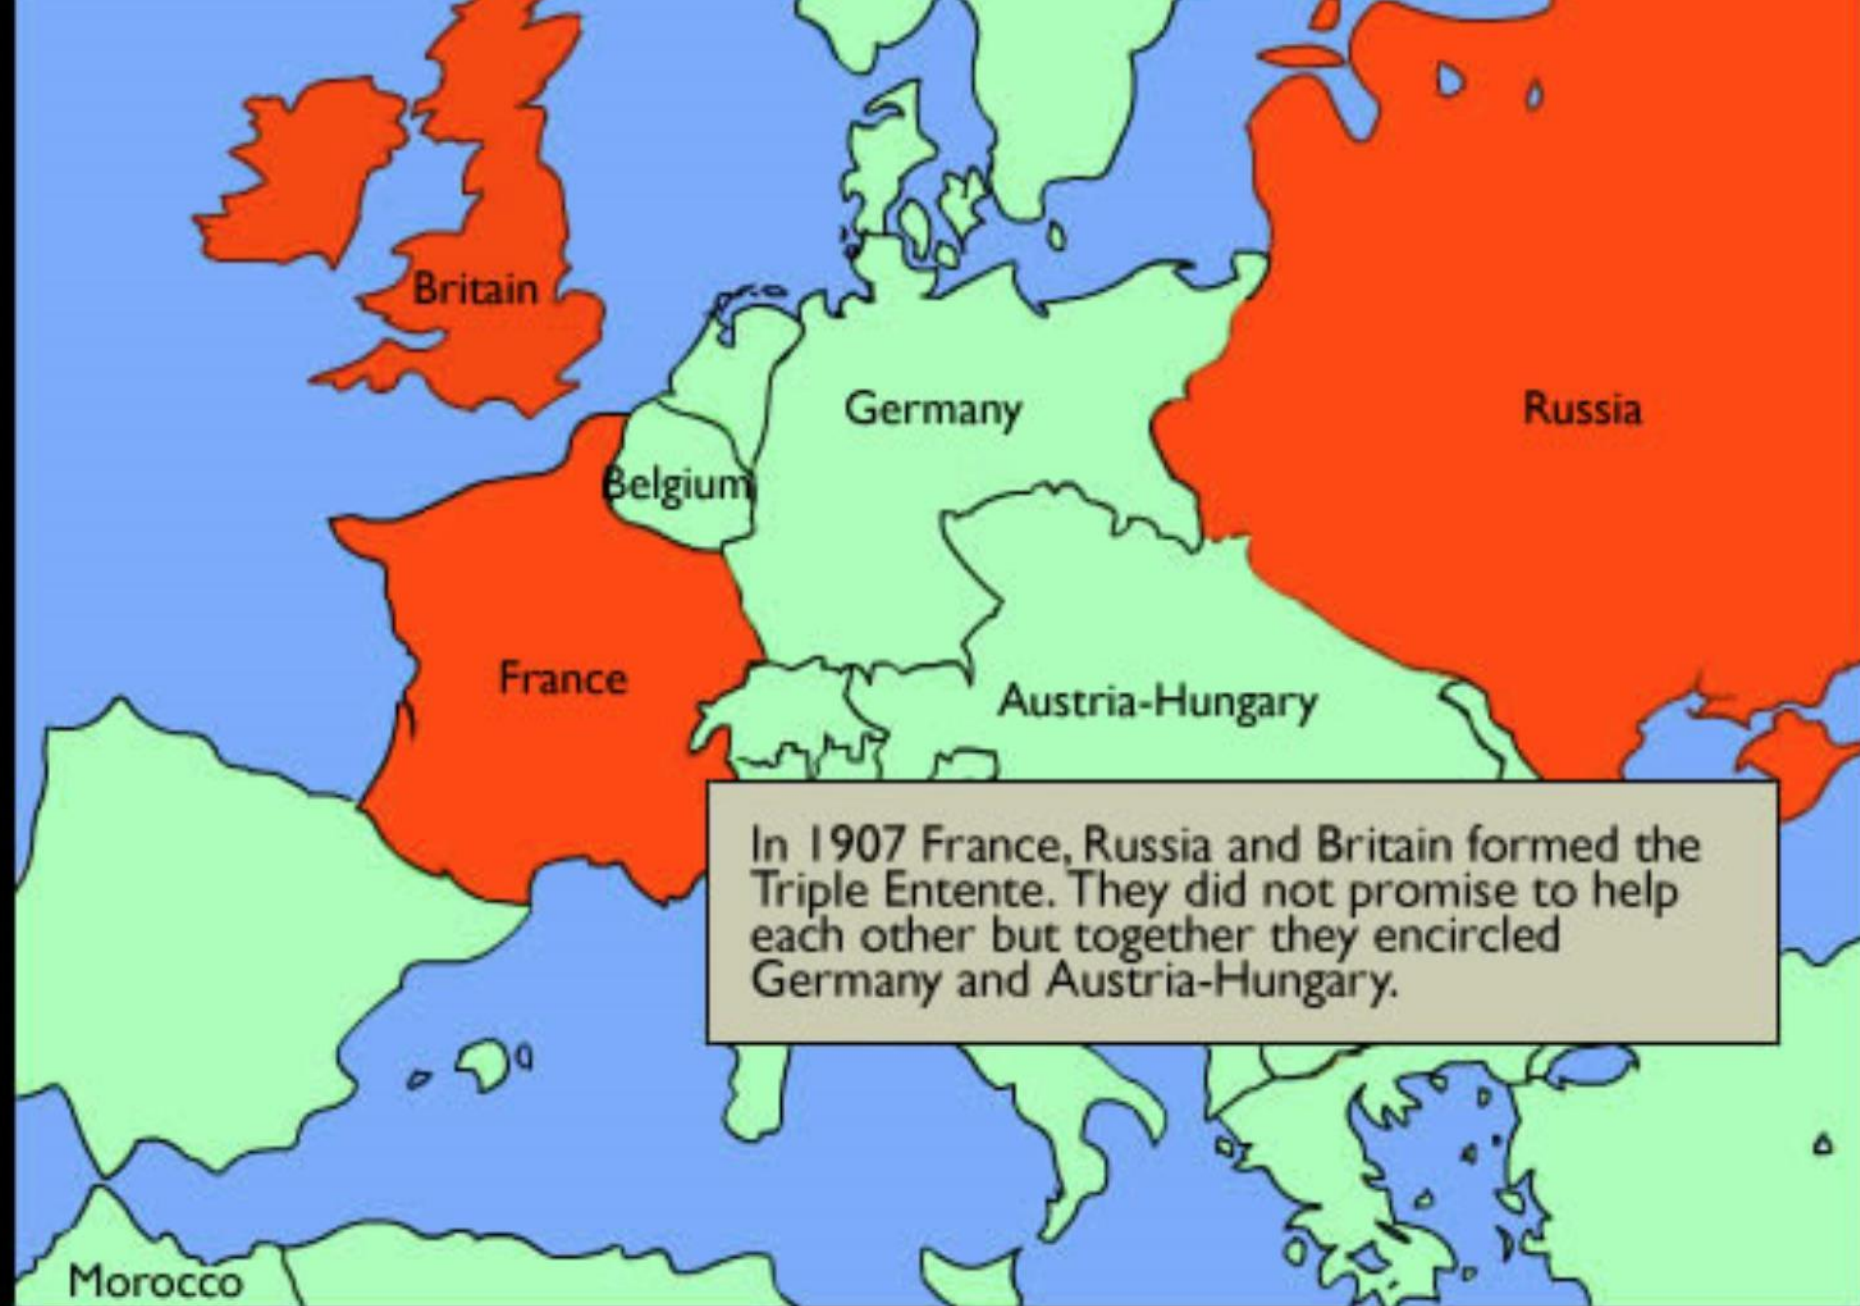 Britain
Germany
Russia
Belgium
France
Austria-Hungary
In 1907 France, Russia and Britain formed the
Triple Entente. They did not promise to help
each other but together they encircled
Germany and Austria-Hungary.
Morocco